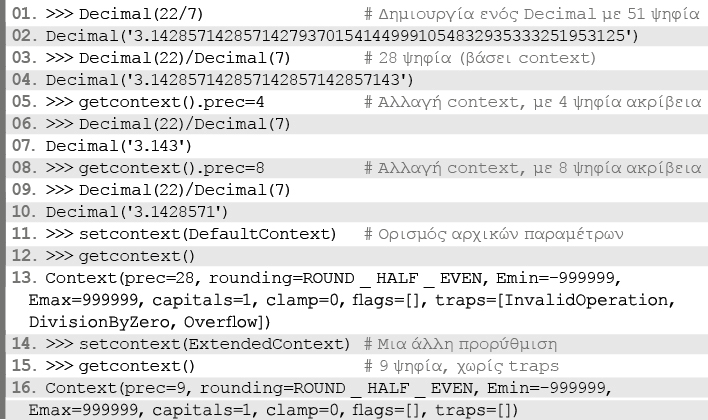 01. >>> Decimal(22/7) # Δημιουργία ενός Decimal με 51 ψηφία
02. Decimal('3.142857142857142793701541449991054832935333251953125')
03. >>> Decimal(22)/Decimal(7) # 28 ψηφία (βάσει context)
04. Decimal('3.142857142857142857142857143')
05. >>> getcontext().prec=4 # Αλλαγή context, με 4 ψηφία ακρίβεια
06. >>> Decimal(22)/Decimal(7)
07. Decimal('3.143')
08. >>> getcontext().prec=8 # Αλλαγή context, με 8 ψηφία ακρίβεια
09. >>> Decimal(22)/Decimal(7)
10. Decimal('3.1428571')
11. >>> setcontext(DefaultContext) # Ορισμός αρχικών παραμέτρων
12. >>> getcontext()
13. Context(prec=28, rounding=ROUND _ HALF _ EVEN, Emin=-999999,
Emax=999999, capitals=1, clamp=0, flags=[], traps=[InvalidOperation,
DivisionByZero, Overflow])
14. >>> setcontext(ExtendedContext) # Μια άλλη προρύθμιση
15. >>> getcontext() # 9 ψηφία, χωρίς traps
16. Context(prec=9, rounding=ROUND _ HALF _ EVEN, Emin=-999999,
Emax=999999, capitals=1, clamp=0, flags=[], traps=[])